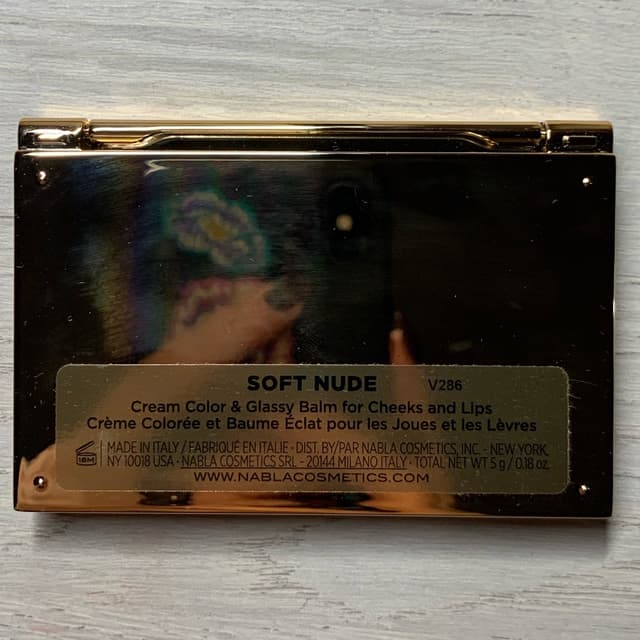 SOFT NUDE V286
Cream Color & Glassy Balm for Cheeks and Lips
Crème Colorée et Baume Éclat pour les Joues et les Lèvres
18M MADE IN ITALY / FABRIQUÉ EN ITALIE • DIST. BY/PAR NABLA COSMETICS, INC. - NEW YORK,
NY 10018 USA • NABLA COSMETICS SRL - 20144 MILANO ITALY • TOTAL NET WT 5 g / 0.18 oz.
WWW.NABLACOSMETICS.COM